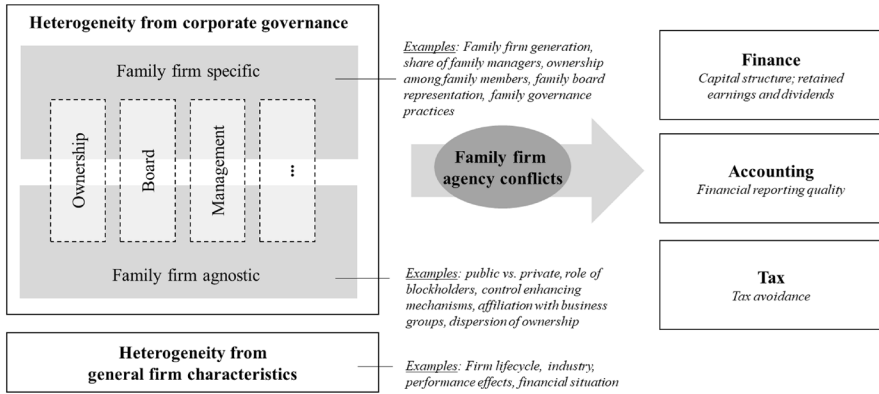 Heterogeneity from corporate governance
Family firm specific
Ownership
Board
Management
...
Family firm agnostic
Heterogeneity from
general firm characteristics
Examples: Family firm generation,
share of family managers, ownership
among family members, family board
representation, family governance
practices
Family firm
agency conflicts
Examples: public vs. private, role of
blockholders, control enhancing
mechanisms, affiliation with business
groups, dispersion of ownership
Examples: Firm lifecycle, industry,
performance effects, financial situation
Finance
Capital structure; retained
earnings and dividends
Accounting
Financial reporting quality
Tax
Tax avoidance